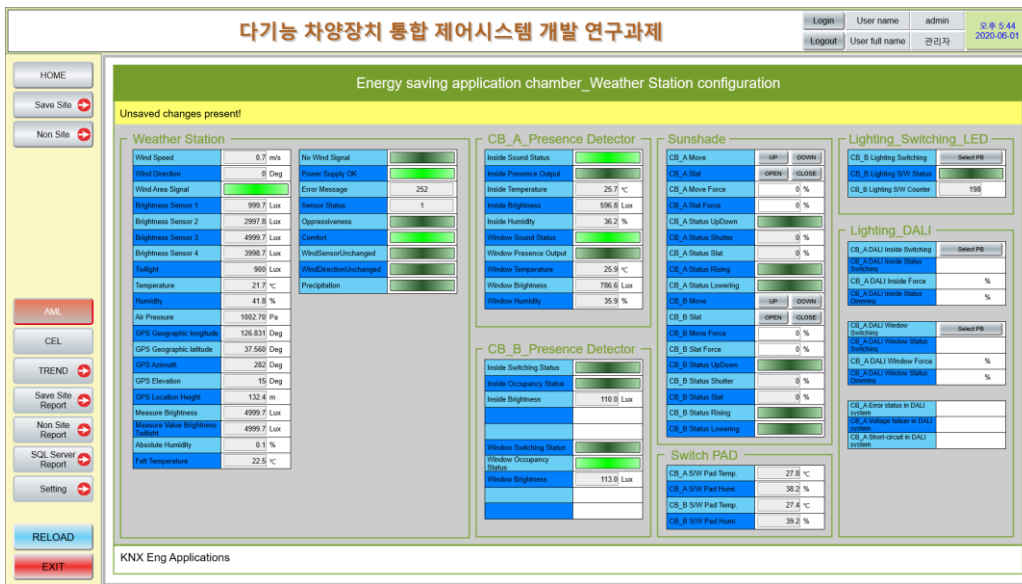 다기능 차양장치 통합 제어시스템 개발 연구과제
Login User name admin
Logout User full name 관리자
오후 5:44
2020-06-01
HOME
Save Site
Non Site
AML
CEL
TREND
Save Site
Report
Non Site
Report
SQL Server
Report
Setting
RELOAD
EXIT
Energy saving application chamber_Weather Station configuration
Unsaved changes present!
Weather Station
Wind Speed 0.7 m/s
Wind Direction 0 Deg
Wind Area Signal
Brightness Sensor 1 999.7 Lux
Brightness Sensor 2 2997.8 Lux
Brightness Sensor 3 4999.7 Lux
Brightness Sensor 4 3998.7 Lux
Twilight 900 Lux
Temperature 21.7 ℃
Humidity 41.8 %
Air Pressure 1002.70 Pa
GPS Geographic longitude 126.831 Deg
GPS Geographic latitude 37.560 Deg
GPS Azimuth 282 Deg
GPS Elevation 15 Deg
GPS Location Height 132.4 m
Measure Brightness 4999.7 Lux
Measure Value Brightness
Twilight 4999.7 Lux
Absolute Humidity 0.1 %
Felt Temperature 22.5 ℃
No Wind Signal
Power Supply OK
Error Message 252
Sensor Status 1
Oppressiveness
Comfort
WindSensorUnchanged
WindDirectionUnchanged
Precipitation
CB_A_Presence Detector
Inside Sound Status
Inside Presence Output
Inside Temperature 25.7 ℃
Inside Brightness 596.8 Lux
Inside Humidity 36.2 %
Window Sound Status
Window Presence Output
Window Temperature 25.9 ℃
Window Brightness 786.6 Lux
Window Humidity 35.9 %
CB_B_Presence Detector
Inside Switching Status
Inside Occupancy Status
Inside Brightness 110.0 Lux
Window Switching Status
Window Occupancy
Status
Window Brightness 113.0 Lux
Sunshade
CB_A Move UP DOWN
CB_A Slat OPEN CLOSE
CB_A Move Force 0 %
CB_A Slat Force 0 %
CB_A Status UpDown
CB_A Status Shutter 0 %
CB_A Status Slat 0 %
CB_A Status Rising
CB_A Status Lowering
CB_B Move UP DOWN
CB_B Slat OPEN CLOSE
CB_B Move Force 0 %
CB_B Slat Force 0 %
CB_B Status UpDown
CB_B Status Shutter 0 %
CB_B Status Slat 0 %
CB_B Status Rising
CB_B Status Lowering
Switch PAD
CB_A S/W Pad Temp. 27.8 ℃
CB_A S/W Pad Humi. 38.2 %
CB_B S/W Pad Temp. 27.4 ℃
CB_B S/W Pad Humi. 39.2 %
Lighting_Switching_LED
CB_B Lighting Switching Select PB
CB_B Lighting S/W Status
CB_B Lighting S/W Counter 198
Lighting_DALI
CB_A DALI Inside Switching Select PB
CB_A DALI Inside Status
Switching
CB_A DALI Inside Force %
CB_A DALI Inside Status
Dimming %
CB_A DALI Window
Switching Select PB
CB_A DALI Window Status
Switching
CB_A DALI Window Force %
CB_A DALI Window Status
Dimming %
CB_A Error status in DALI
system
CB_A Voltage failuer in DALI
system
CB_A Short-circuit in DALI
system
KNX Eng Applications